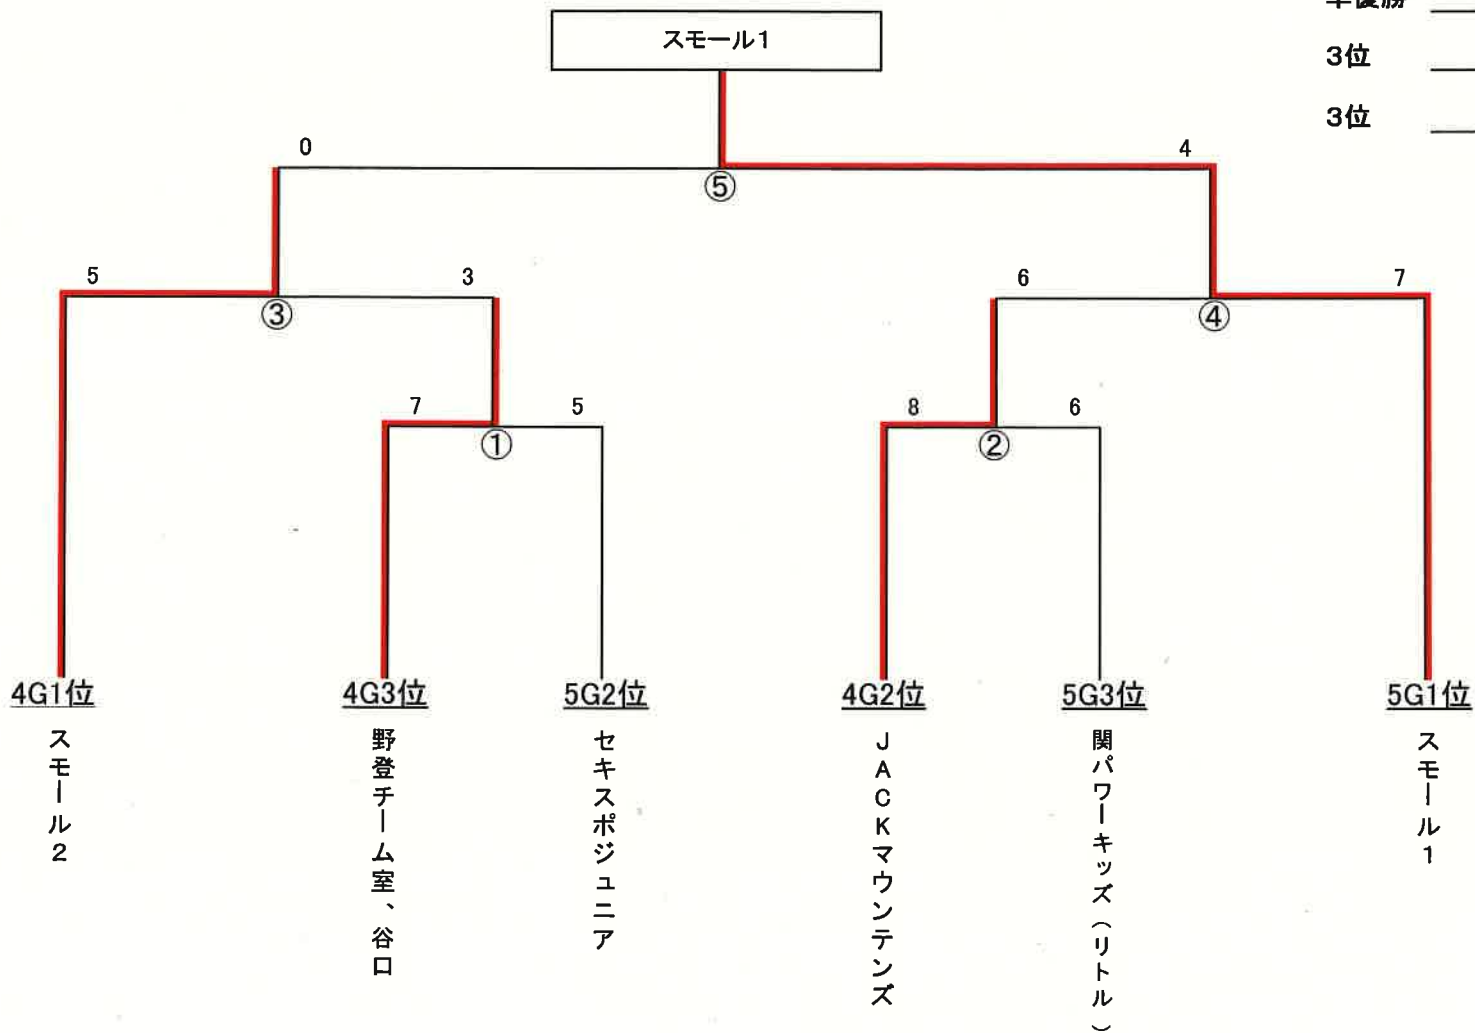 準優勝
スモール1
3位
3位
0
4
⑤
5
3
6
7
③
④
7
5
8
6
①
②
4G1位
4G3位
5G2位
4G2位
5G3位
5G1位
スモール2
野登チーム室、谷口
セキスポジュニア
JACKマウンテンズ
関パワーキッズ(リトル)
スモール1